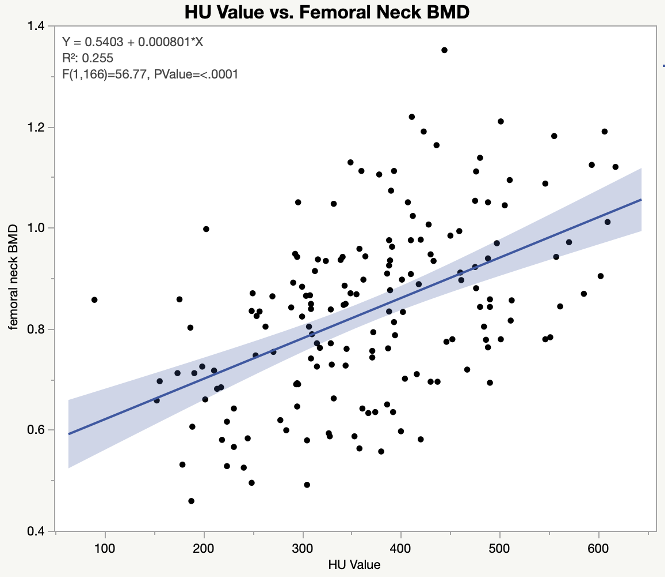 HU Value vs. Femoral Neck BMD
Y = 0.5403 + 0.000801*X
R²: 0.255
F(1,166)=56.77, PValue=<.0001
femoral neck BMD
1.4
1.2
1.0
0.8
0.6
0.4
100 200 300 400 500 600
HU Value